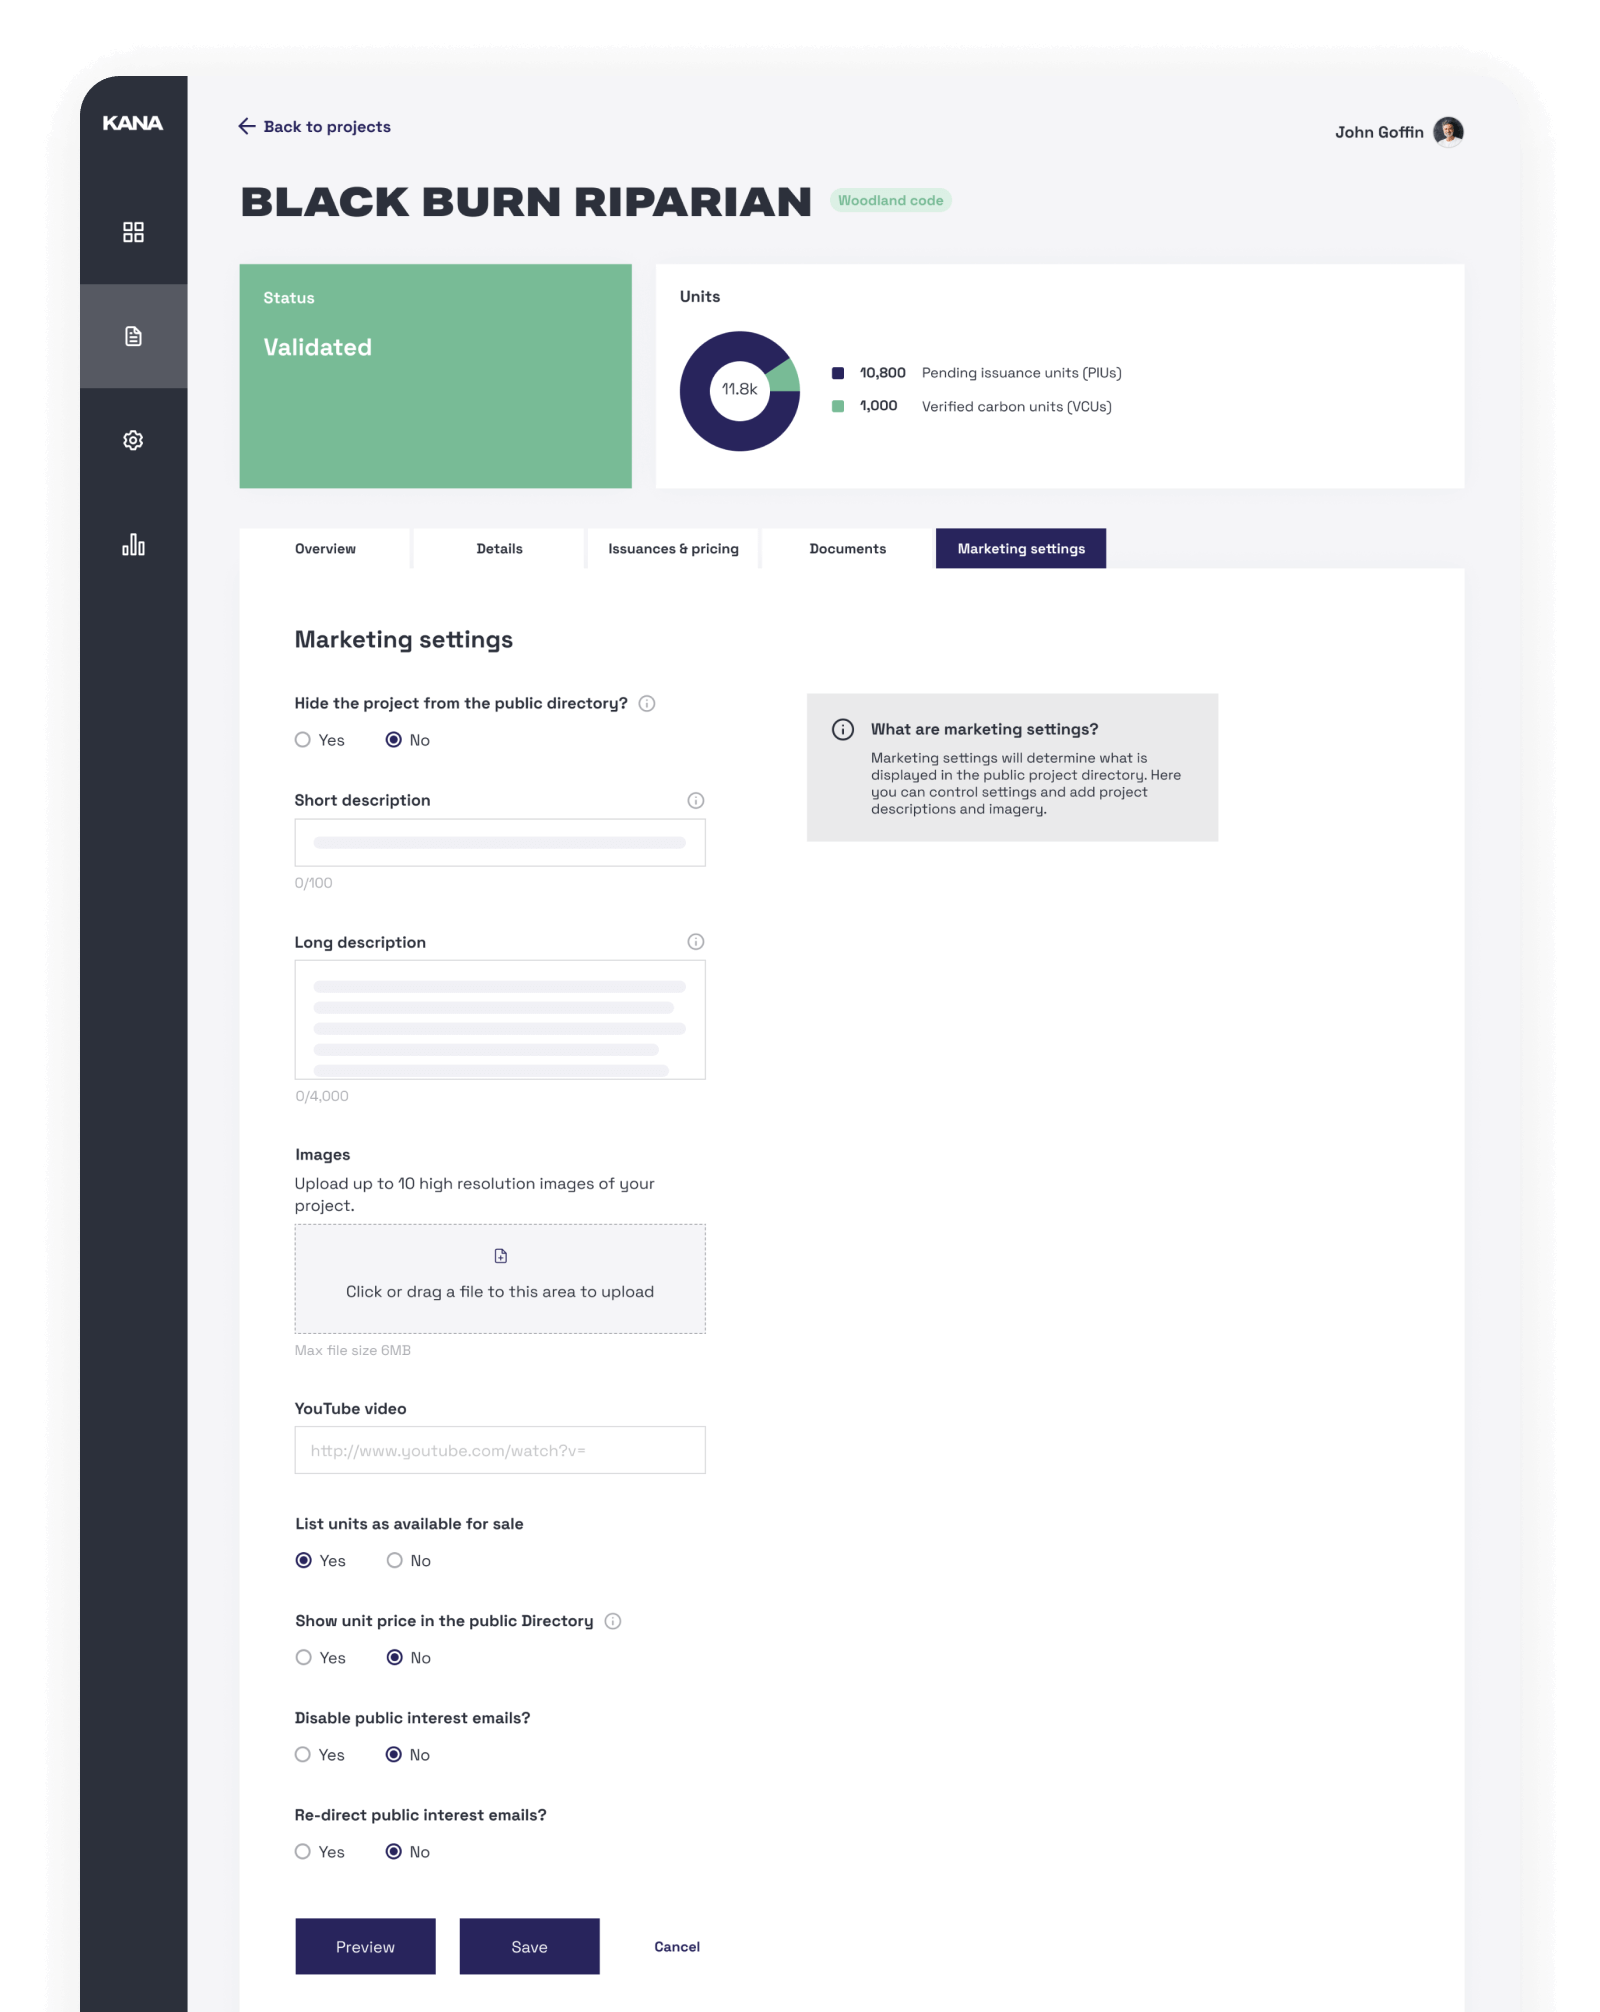 KANA
Back to projects
John Goffin
BLACK BURN RIPARIAN
Woodland code
Status
Validated
Units
11.8k
10,800 Pending issuance units (PIUs)
1,000 Verified carbon units (VCUs)
Overview
Details
Issuances & pricing
Documents
Marketing settings
Marketing settings
Hide the project from the public directory?
Yes
No
What are marketing settings?
Marketing settings will determine what is
displayed in the public project directory. Here
you can control settings and add project
descriptions and imagery.
Short description
0/100
Long description
0/4,000
Images
Upload up to 10 high resolution images of your
project.
Click or drag a file to this area to upload
Max file size 6MB
YouTube video
http://www.youtube.com/watch?v=
List units as available for sale
Yes
No
Show unit price in the public Directory
Yes
No
Disable public interest emails?
Yes
No
Re-direct public interest emails?
Yes
No
Preview
Save
Cancel